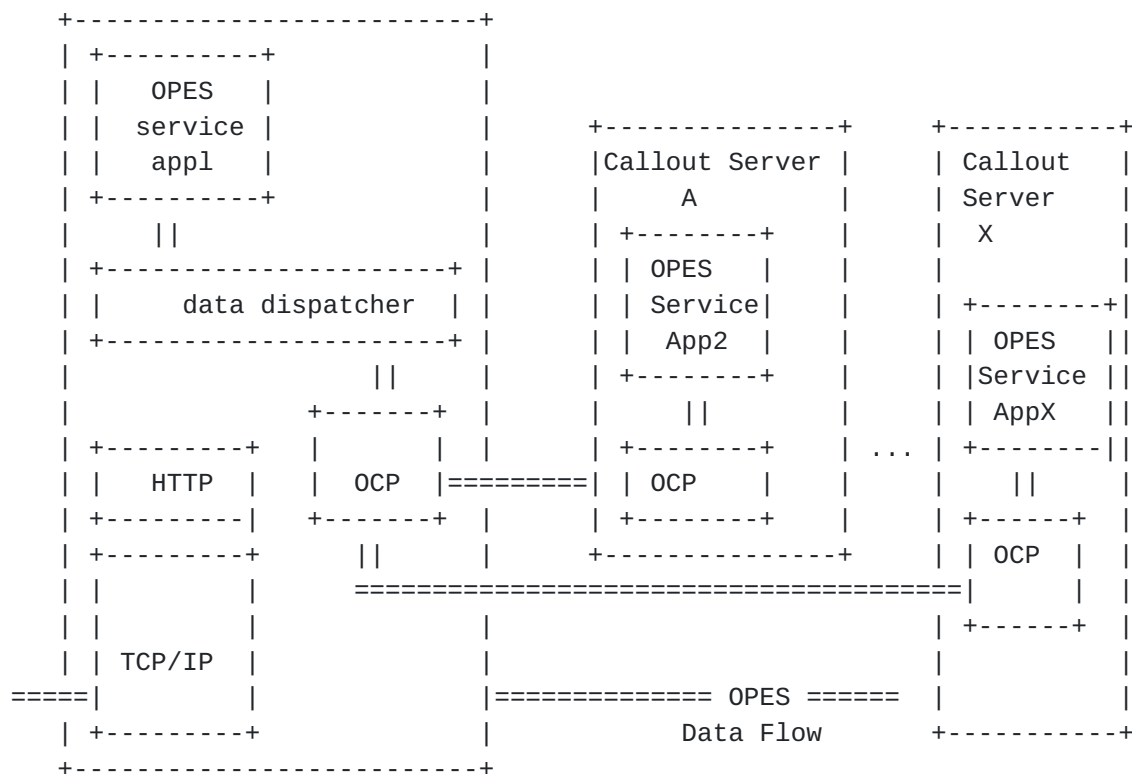 OPES
service
appl
Callout Server
A
Callout
Server
X
OPES
Service
App2
data dispatcher
OPES
Service
AppX
...
HTTP
OCP
OCP
OCP
TCP/IP
OPES
Data Flow